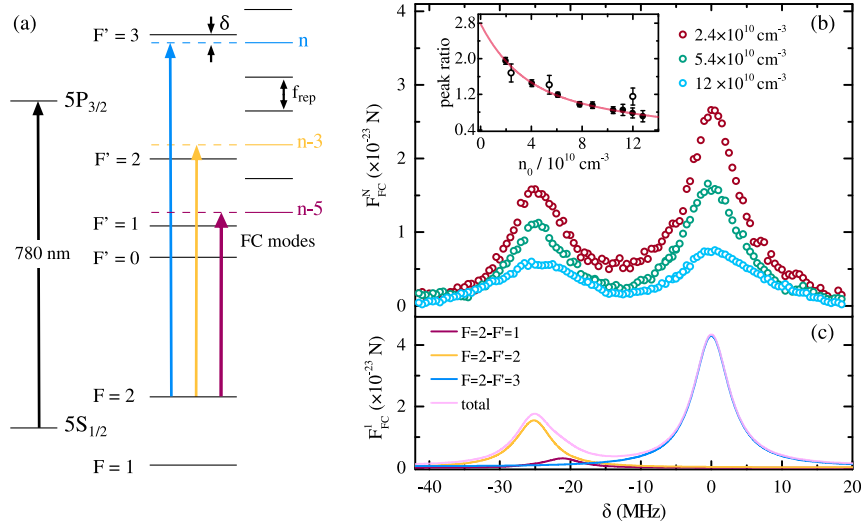 (a)
F' = 3
δ
n
f_rep
5P_3/2
n-3
F' = 2
n-5
F' = 1
FC modes
780 nm
F' = 0
F = 2
5S_1/2
F = 1
(b)
4
3
2
1
0
F^N_FC (×10^-23 N)
2.4×10^10 cm^-3
5.4×10^10 cm^-3
12 ×10^10 cm^-3
peak ratio
2.8
2.0
1.2
0.4
0 4 8 12
n_0 / 10^10 cm^-3
(c)
F=2-F'=1
F=2-F'=2
F=2-F'=3
total
F^1_FC (×10^-23 N)
4
2
0
-40 -30 -20 -10 0 10 20
δ (MHz)